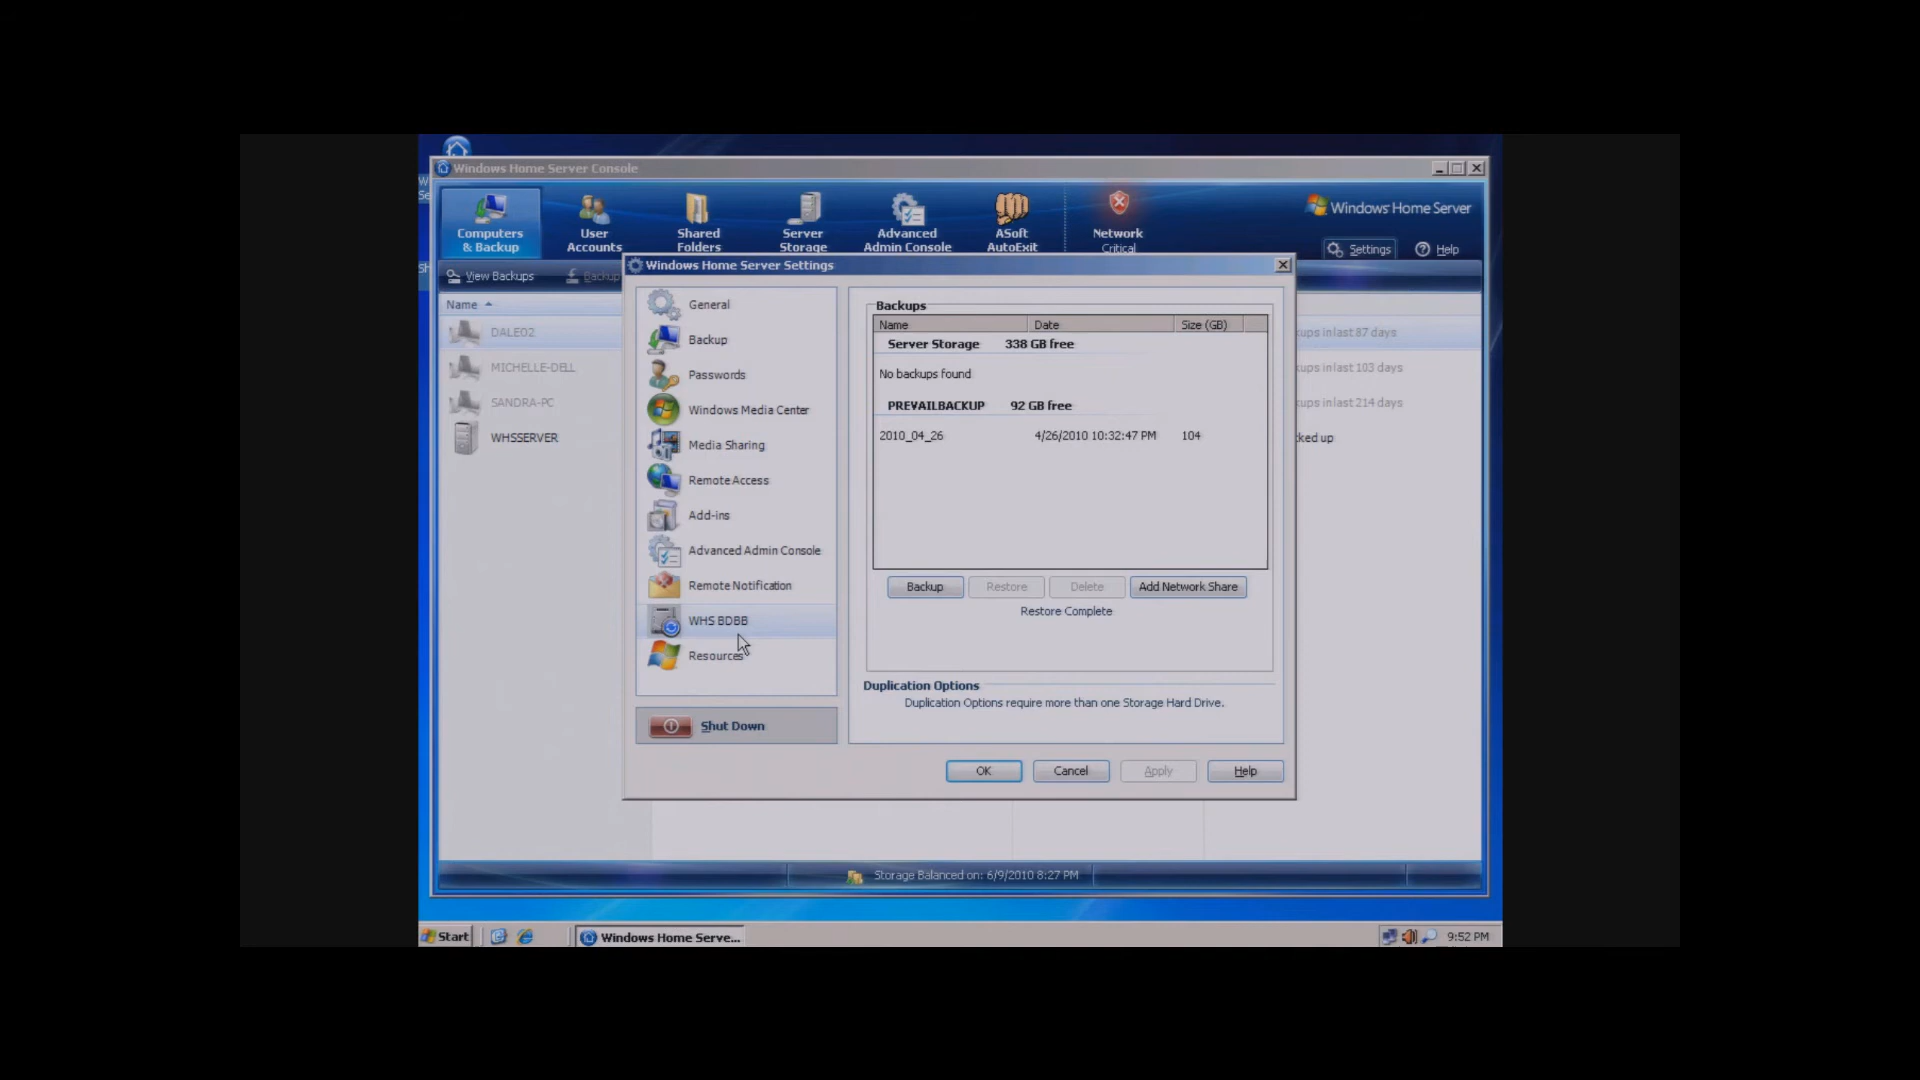 Windows Home Server Console
Computers
& Backup
User
Accounts
Shared
Folders
Server
Storage
Advanced
Admin Console
ASoft
AutoExit
Network
Critical
Windows Home Server
Settings
Help
View Backups
Backup
Name
DALE02
MICHELLE-DELL
SANDRA-PC
WHSSERVER
Windows Home Server Settings
General
Backup
Passwords
Windows Media Center
Media Sharing
Remote Access
Add-ins
Advanced Admin Console
Remote Notification
WHS BDBB
Resources
Shut Down
Backups
Name Date Size (GB)
Server Storage 338 GB free
No backups found
PREVAILBACKUP 92 GB free
2010_04_26 4/26/2010 10:32:47 PM 104
Backup Restore Delete Add Network Share
Restore Complete
Duplication Options
Duplication Options require more than one Storage Hard Drive.
OK Cancel Apply Help
kups in last 87 days
kups in last 103 days
kups in last 214 days
ked up
Storage Balanced on: 6/9/2010 8:27 PM
Start
Windows Home Serve...
9:52 PM